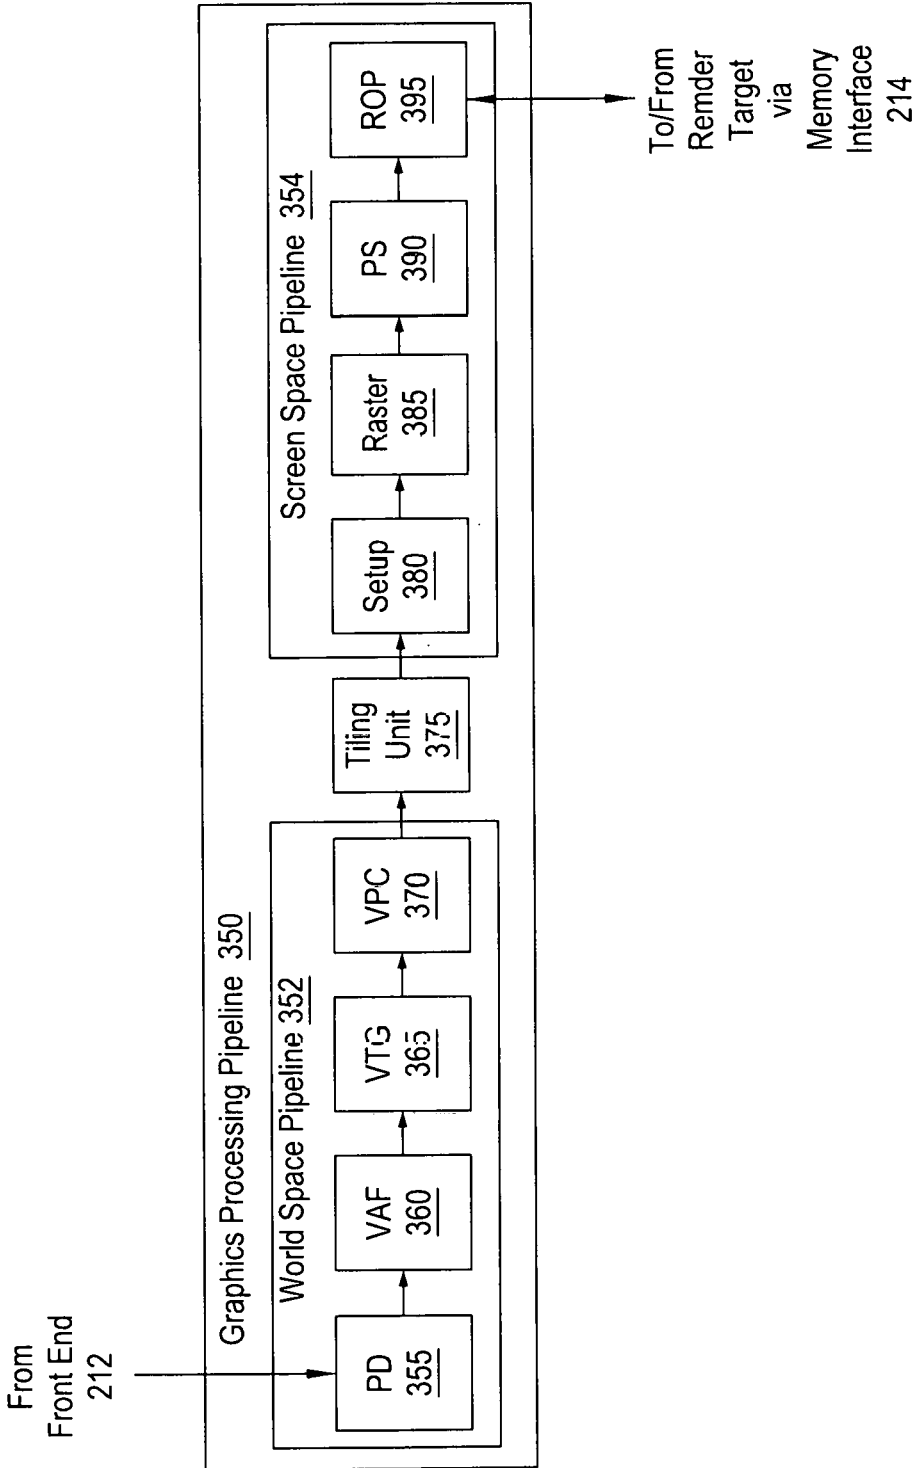 From
Front End
212
Graphics Processing Pipeline 350
World Space Pipeline 352
PD
355
VAF
360
VTG
365
VPC
370
Tiling
Unit
375
Screen Space Pipeline 354
Setup
380
Raster
385
PS
390
ROP
395
To/From
Remder
Target
via
Memory
Interface
214